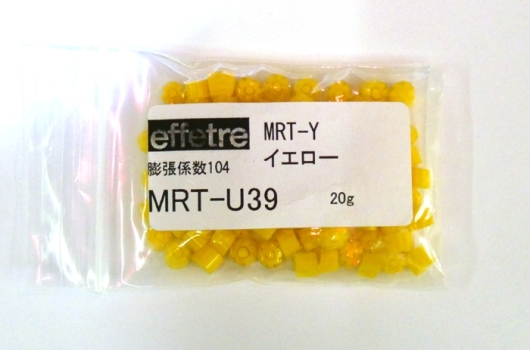 effetre
MRT-Y
イエロー
膨張係数104
MRT-U39
20g